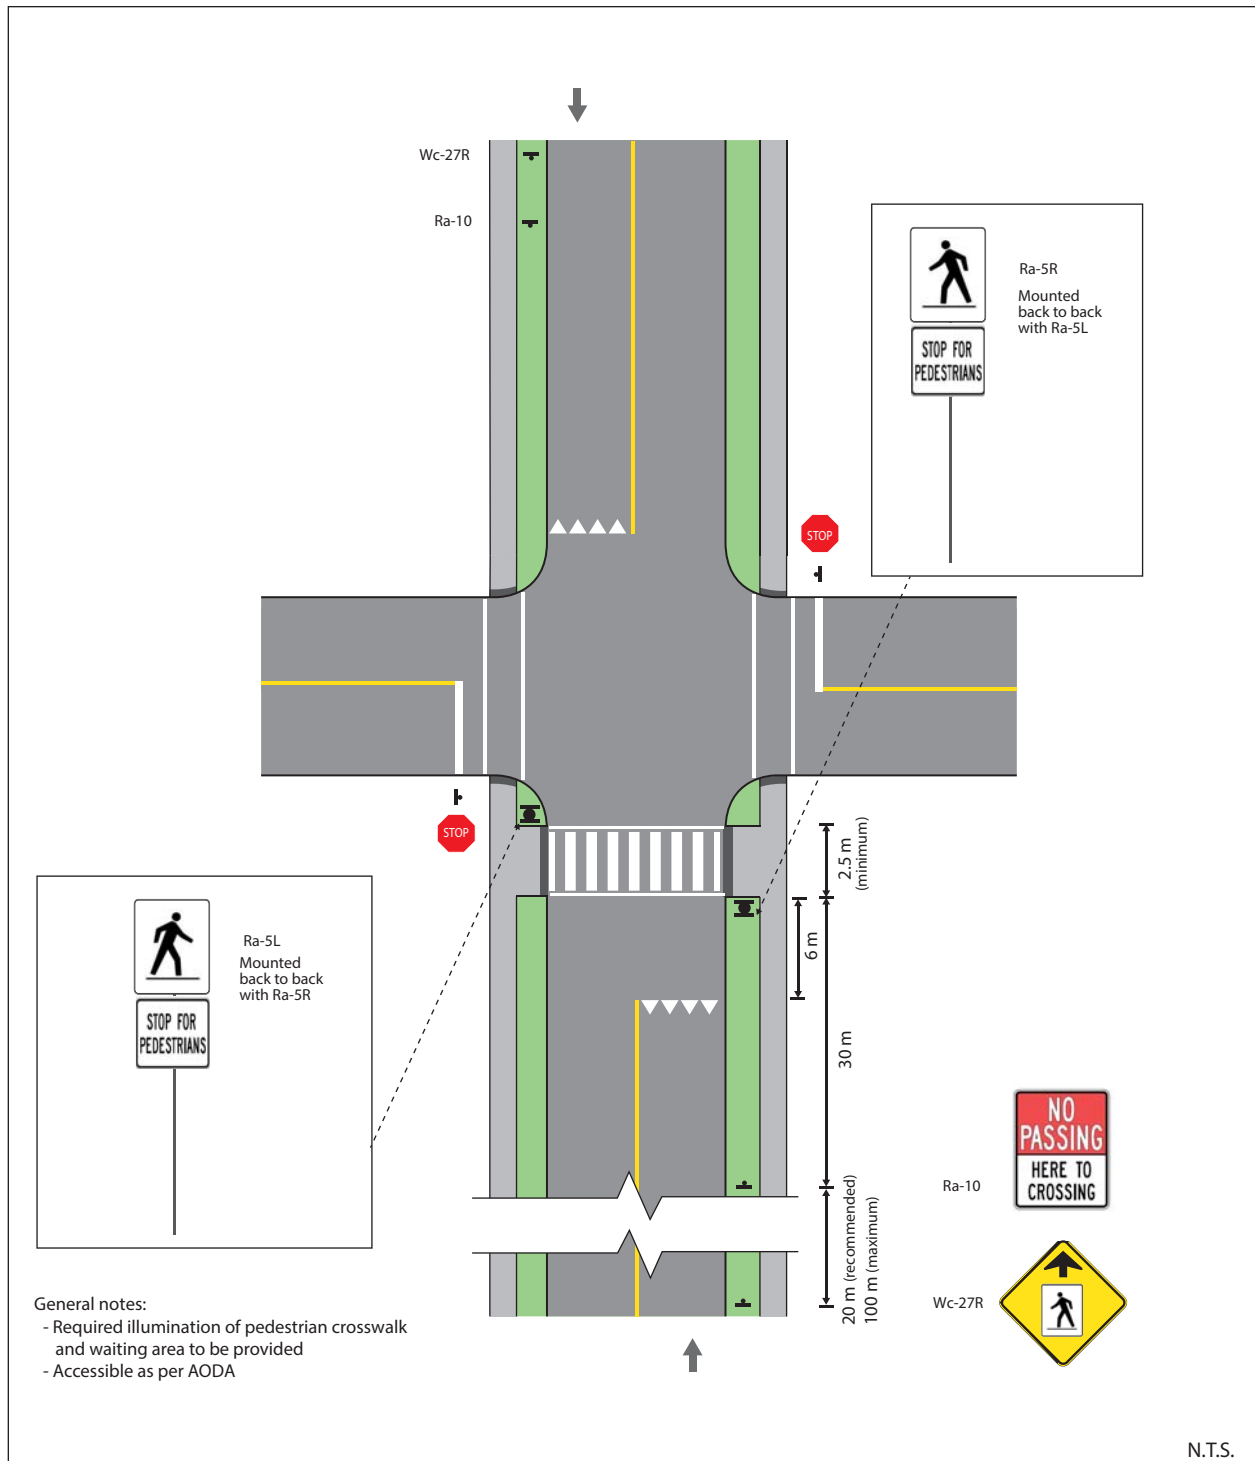 Wc-27R
Ra-10
Ra-5R
Mounted
back to back
with Ra-5L
STOP FOR
PEDESTRIANS
STOP
STOP
2.5 m
(minimum)
6 m
30 m
20 m (recommended)
100 m (maximum)
Ra-5L
Mounted
back to back
with Ra-5R
STOP FOR
PEDESTRIANS
NO
PASSING
HERE TO
CROSSING
Ra-10
Wc-27R
General notes:
- Required illumination of pedestrian crosswalk
and waiting area to be provided
- Accessible as per AODA
N.T.S.